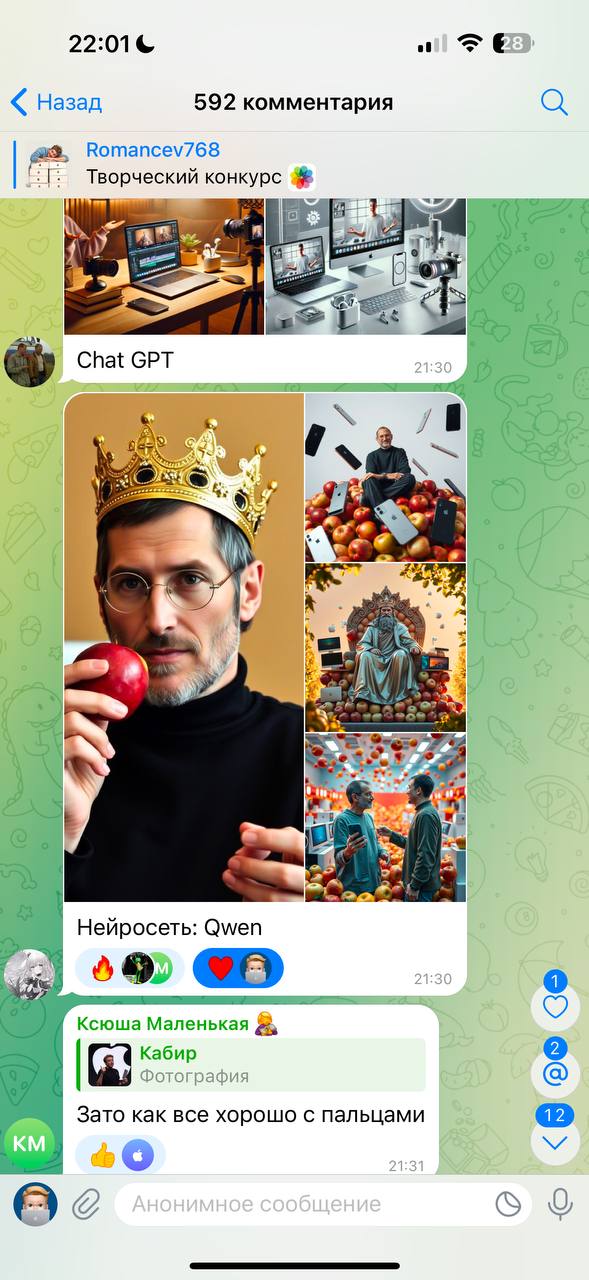 22:01
28
Назад
592 комментария
Romancev768
Творческий конкурс
Chat GPT
21:30
Нейросеть: Qwen
M
21:30
1
Ксюша Маленькая
2
Кабир
Фотография
Зато как все хорошо с пальцами
12
KM
21:31
Анонимное сообщение